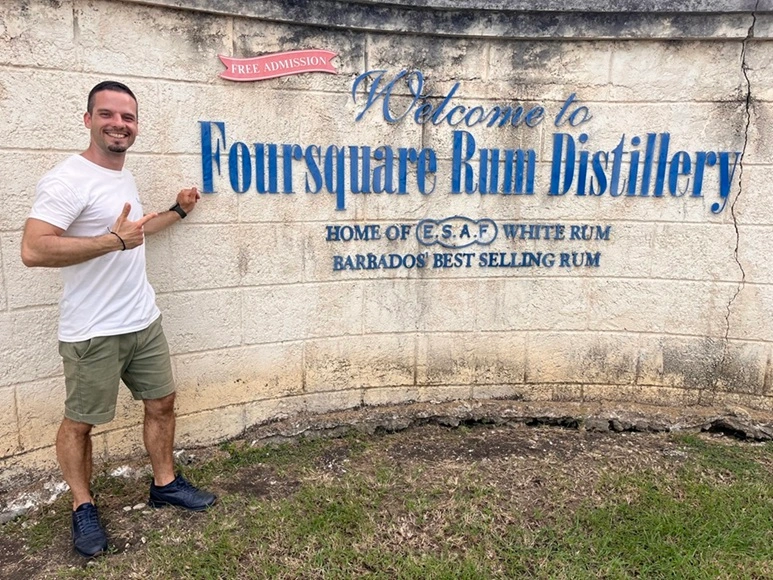 FREE ADMISSION
Welcome to
Foursquare Rum Distillery
HOME OF E.S.A.F WHITE RUM
BARBADOS' BEST SELLING RUM